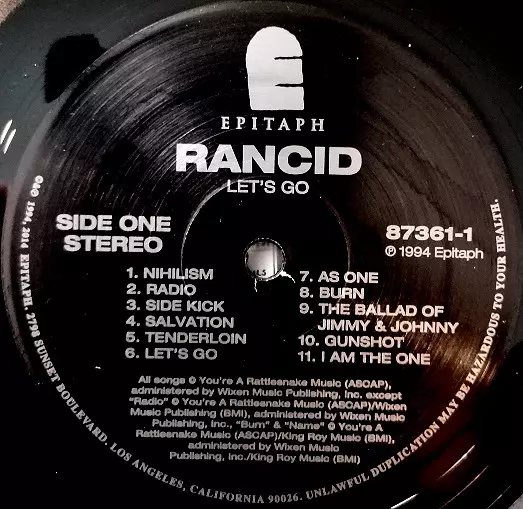 EPITAPH
RANCID
LET'S GO
SIDE ONE
STEREO
87361-1
℗ 1994 Epitaph
1. NIHILISM
2. RADIO
3. SIDE KICK
4. SALVATION
5. TENDERLOIN
6. LET'S GO
7. AS ONE
8. BURN
9. THE BALLAD OF
JIMMY & JOHNNY
10. GUNSHOT
11. I AM THE ONE
All songs © You're A Rattlesnake Music (ASCAP),
administered by Wixen Music Publishing, Inc. except
"Radio" © You're A Rattlesnake Music (ASCAP)/Wixen
Music Publishing (BMI), administered by Wixen Music
Publishing, Inc., "Burn" & "Name" © You're A
Rattlesnake Music (ASCAP)/King Roy Music (BMI),
administered by Wixen Music
Publishing, Inc./King Roy Music (BMI)
℗© 1994, 2014 EPITAPH. 2798 SUNSET BOULEVARD, LOS ANGELES, CALIFORNIA 90026. UNLAWFUL DUPLICATION MAY BE HAZARDOUS TO YOUR HEALTH.